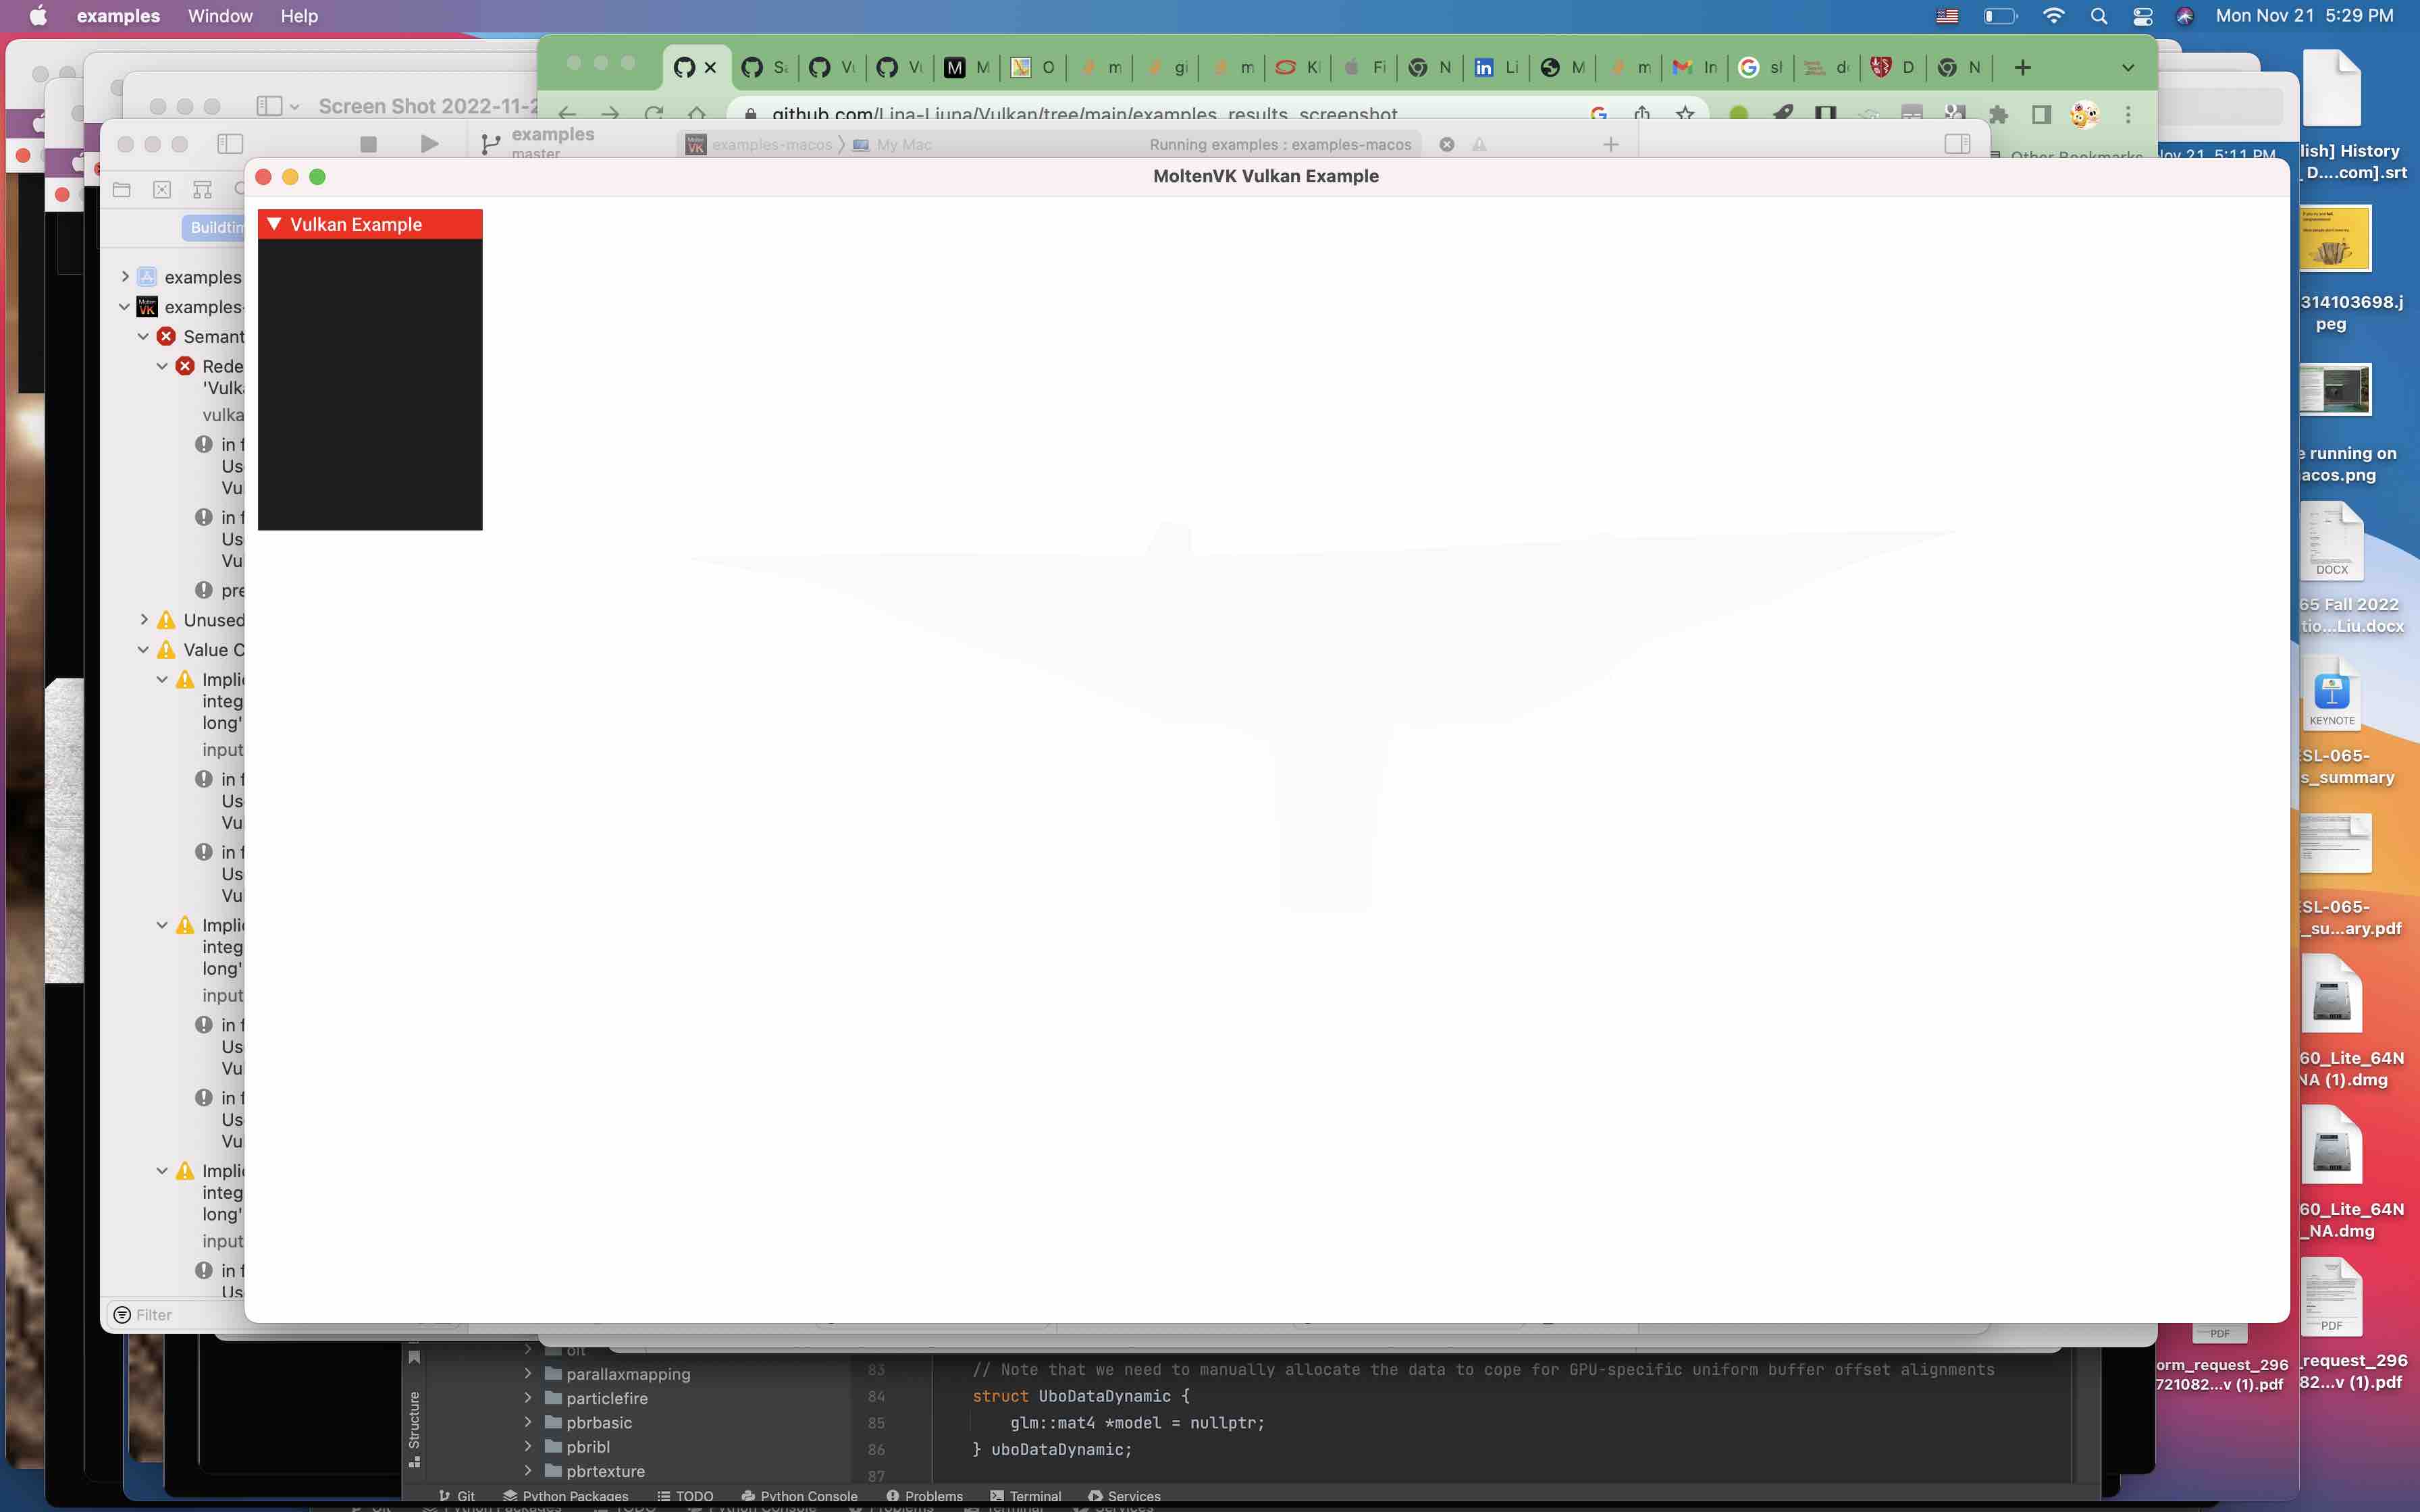 examples Window Help
Mon Nov 21 5:29 PM
S
M M
O
m
gi
m
Fi
N
in Li
M
m
In
D
N
Screen Shot 2022-11-2
github.com/Lina-Liuna/Vulkan/tree/main/examples_results_screenshot
examples
master
examples-macos My Mac
Running examples : examples-macos
Other Bookmarks
Nov 21 5:11 PM
MoltenVK Vulkan Example
Buildtim
Vulkan Example
examples
examples-
Semant
Rede
'Vulka
vulka
in f
Us
Vu
in f
Us
Vu
pre
Unused
Value C
Implic
integ
long'
input
in f
Us
Vu
in f
Us
Vu
Implic
integ
long'
input
in f
Us
Vu
in f
Us
Vu
Implic
integ
long'
input
in f
Us
Filter
lish] History
_D....com].srt
314103698.j
peg
e running on
acos.png
DOCX
65 Fall 2022
tio...Liu.docx
KEYNOTE
ESL-065-
s_summary
ESL-065-
_su...ary.pdf
60_Lite_64N
NA (1).dmg
60_Lite_64N
_NA.dmg
PDF
PDF
orm_request_296
721082...v (1).pdf
_request_296
82...v (1).pdf
Structure
oit
parallaxmapping
particlefire
pbrbasic
pbribl
pbrtexture
83 // Note that we need to manually allocate the data to cope for GPU-specific uniform buffer offset alignments
84 struct UboDataDynamic {
85 glm::mat4 *model = nullptr;
86 } uboDataDynamic;
87
Git Python Packages TODO Python Console Problems Terminal Services